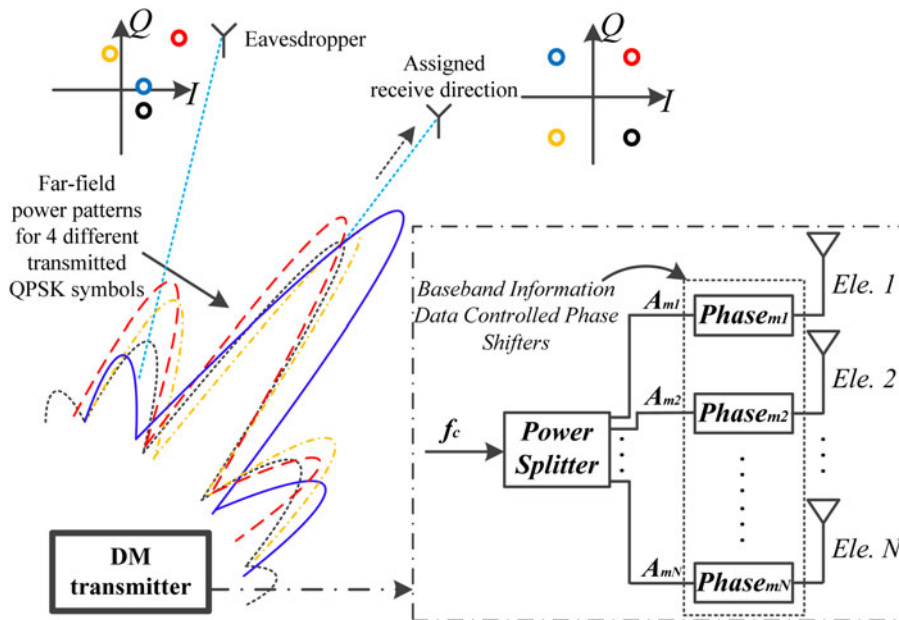 Q
Eavesdropper
I
Assigned
receive direction
Q
I
Far-field
power patterns
for 4 different
transmitted
QPSK symbols
Baseband Information
Data Controlled Phase
Shifters
Am1
Phasem1
Ele. 1
Am2
Phasem2
Ele. 2
fc
Power
Splitter
AmN
PhasemN
Ele. N
DM
transmitter